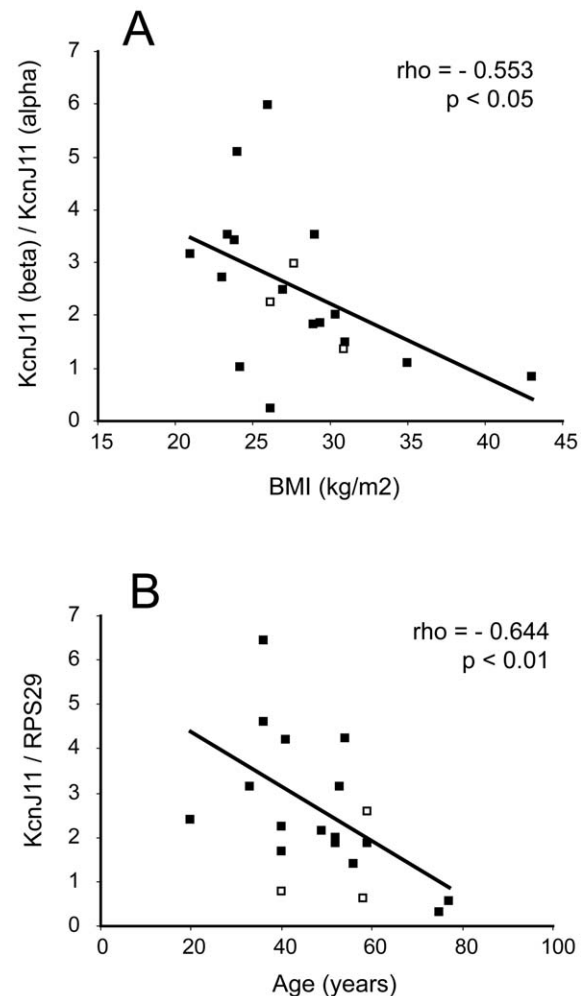 A
rho = - 0.553
p < 0.05
KcnJ11 (beta) / KcnJ11 (alpha)
7
6
5
4
3
2
1
0
15 20 25 30 35 40 45
BMI (kg/m2)
B
rho = - 0.644
p < 0.01
KcnJ11 / RPS29
7
6
5
4
3
2
1
0
0 20 40 60 80 100
Age (years)